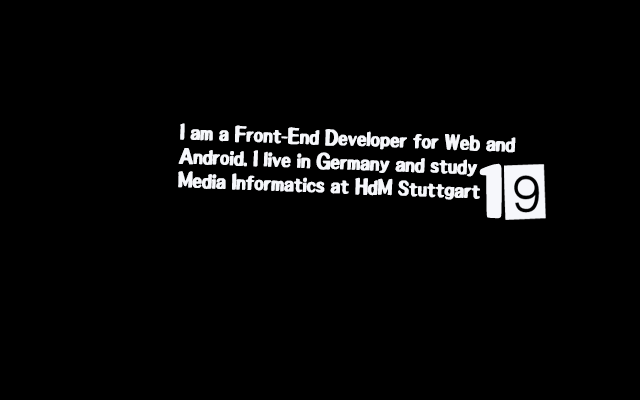 I am a Front-End Developer for Web and
Android. I live in Germany and study
Media Informatics at HdM Stuttgart
19